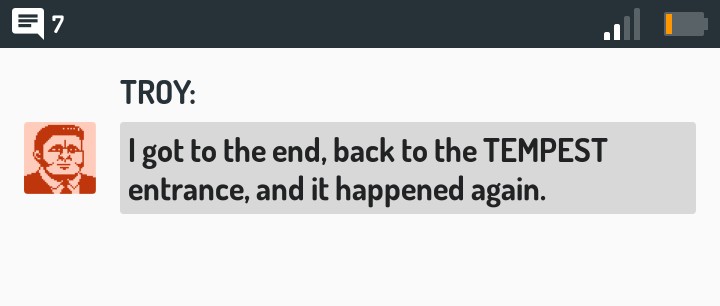 7
TROY:
I got to the end, back to the TEMPEST
entrance, and it happened again.